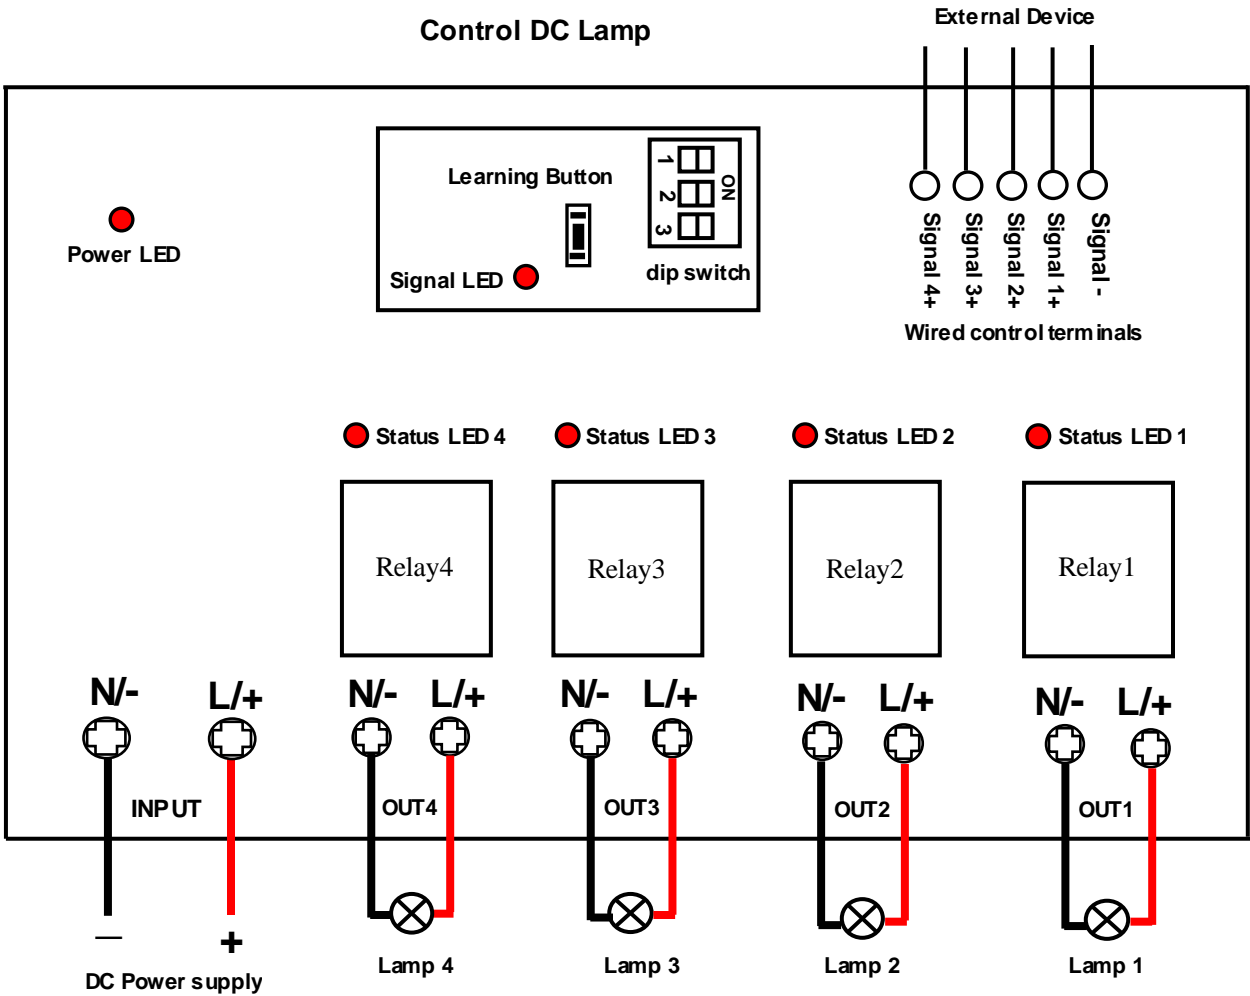 Control DC Lamp
External Device
Learning Button
1
2
3
ON
dip switch
Signal LED
Power LED
Signal 4+
Signal 3+
Signal 2+
Signal 1+
Signal -
Wired control terminals
Status LED 4
Status LED 3
Status LED 2
Status LED 1
Relay4
Relay3
Relay2
Relay1
N/- L/+
N/- L/+
N/- L/+
N/- L/+
N/- L/+
INPUT
OUT4
OUT3
OUT2
OUT1
— +
DC Power supply
Lamp 4
Lamp 3
Lamp 2
Lamp 1